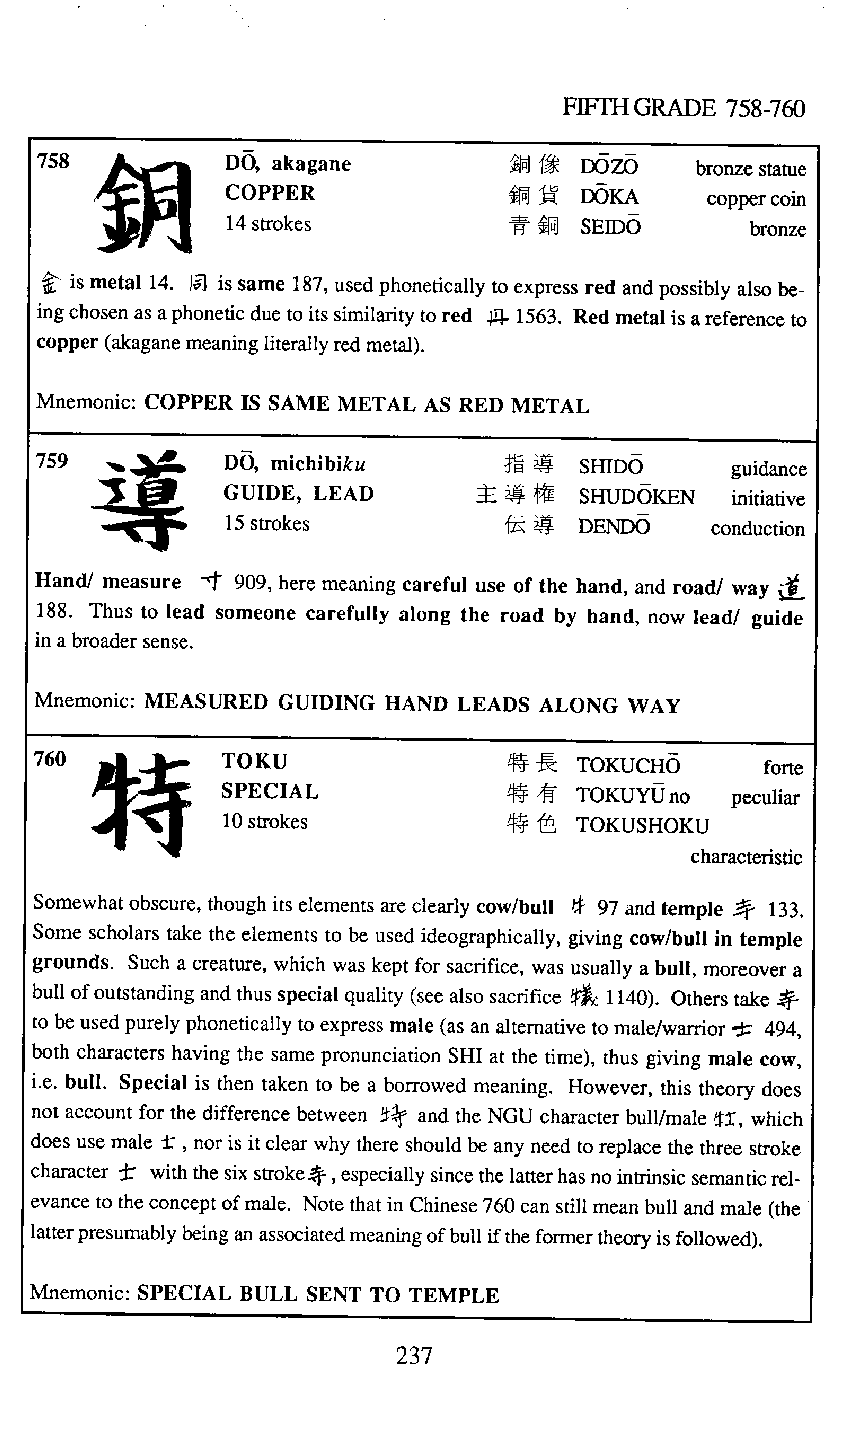 FIFTH GRADE 758-760
758
銅
DŌ, akagane
COPPER
14 strokes
銅像 DŌZŌ bronze statue
銅貨 DŌKA copper coin
青銅 SEIDŌ bronze
金 is metal 14. 同 is same 187, used phonetically to express red and possibly also be-
ing chosen as a phonetic due to its similarity to red 丹 1563. Red metal is a reference to
copper (akagane meaning literally red metal).
Mnemonic: COPPER IS SAME METAL AS RED METAL
759
導
DŌ, michibiku
GUIDE, LEAD
15 strokes
指導 SHIDŌ guidance
主導権 SHUDŌKEN initiative
伝導 DENDŌ conduction
Hand/ measure 寸 909, here meaning careful use of the hand, and road/ way 道
188. Thus to lead someone carefully along the road by hand, now lead/ guide
in a broader sense.
Mnemonic: MEASURED GUIDING HAND LEADS ALONG WAY
760
特
TOKU
SPECIAL
10 strokes
特長 TOKUCHŌ forte
特有 TOKUYŪ no peculiar
特色 TOKUSHOKU
characteristic
Somewhat obscure, though its elements are clearly cow/bull 牛 97 and temple 寺 133.
Some scholars take the elements to be used ideographically, giving cow/bull in temple
grounds. Such a creature, which was kept for sacrifice, was usually a bull, moreover a
bull of outstanding and thus special quality (see also sacrifice 犠 1140). Others take 寺
to be used purely phonetically to express male (as an alternative to male/warrior 士 494,
both characters having the same pronunciation SHI at the time), thus giving male cow,
i.e. bull. Special is then taken to be a borrowed meaning. However, this theory does
not account for the difference between 特 and the NGU character bull/male 牡, which
does use male 士, nor is it clear why there should be any need to replace the three stroke
character 士 with the six stroke 寺, especially since the latter has no intrinsic semantic rel-
evance to the concept of male. Note that in Chinese 760 can still mean bull and male (the
latter presumably being an associated meaning of bull if the former theory is followed).
Mnemonic: SPECIAL BULL SENT TO TEMPLE
237